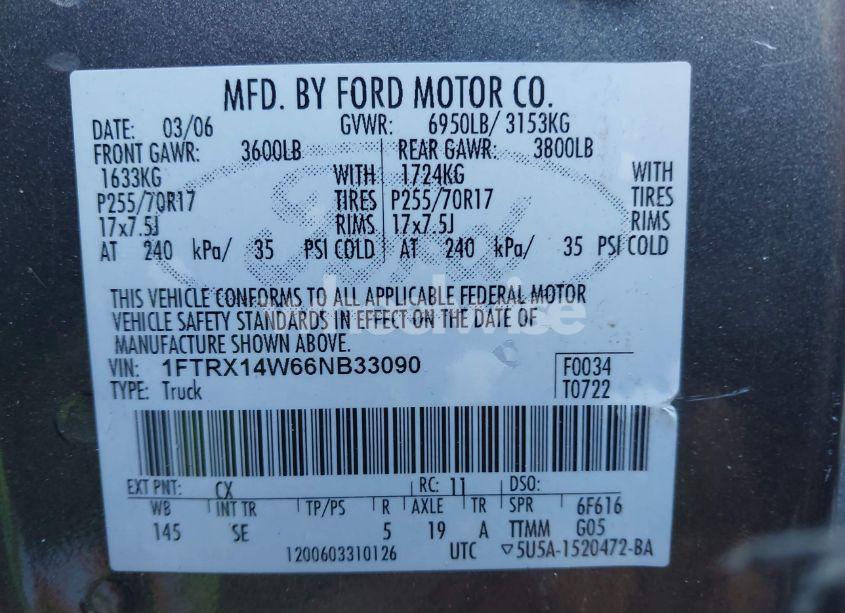 MFD. BY FORD MOTOR CO.
DATE: 03/06 GVWR: 6950LB/ 3153KG
FRONT GAWR: 3600LB REAR GAWR: 3800LB
1633KG WITH 1724KG WITH
P255/70R17 TIRES P255/70R17 TIRES
17x7.5J RIMS 17x7.5J RIMS
AT 240 kPa/ 35 PSI COLD AT 240 kPa/ 35 PSI COLD
Ford
THIS VEHICLE CONFORMS TO ALL APPLICABLE FEDERAL MOTOR
VEHICLE SAFETY STANDARDS IN EFFECT ON THE DATE OF
MANUFACTURE SHOWN ABOVE.
VIN: 1FTRX14W66NB33090 F0034
TYPE: Truck T0722
EXT PNT: CX RC: 11 DSO:
WB INT TR TP/PS R AXLE TR SPR 6F616
145 SE 5 19 A TTMM G05
1200603310126 UTC ▽5U5A-1520472-BA